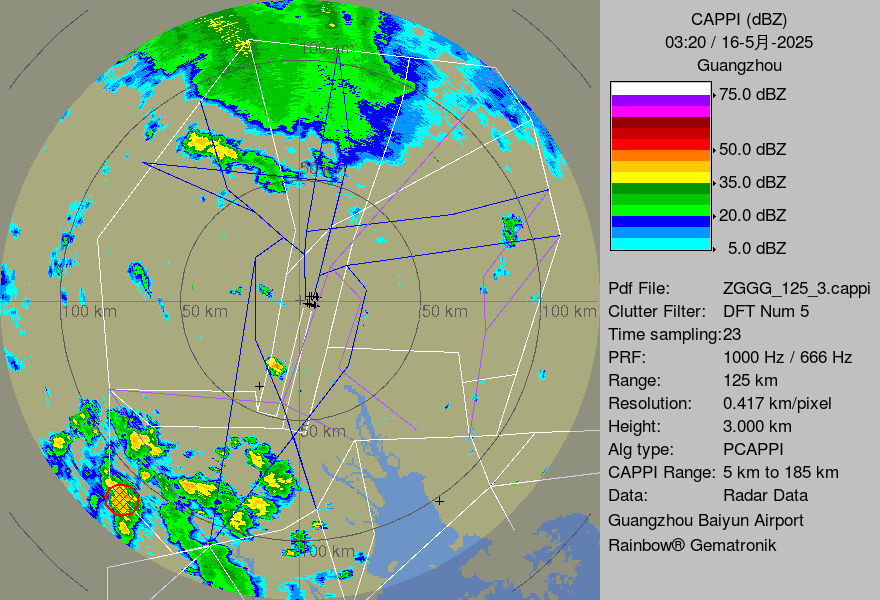 CAPPI (dBZ)
03:20 / 16-5月-2025
Guangzhou
75.0 dBZ
50.0 dBZ
35.0 dBZ
20.0 dBZ
5.0 dBZ
Pdf File: ZGGG_125_3.cappi
Clutter Filter: DFT Num 5
Time sampling:23
PRF: 1000 Hz / 666 Hz
Range: 125 km
Resolution: 0.417 km/pixel
Height: 3.000 km
Alg type: PCAPPI
CAPPI Range: 5 km to 185 km
Data: Radar Data
Guangzhou Baiyun Airport
Rainbow® Gematronik
100 km
50 km
100 km 50 km 50 km 100 km
50 km
100 km